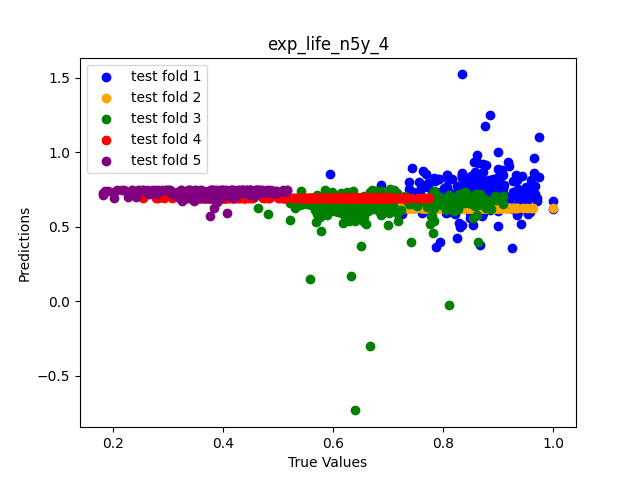 exp_life_n5y_4
test fold 1
test fold 2
test fold 3
test fold 4
test fold 5
Predictions
1.5
1.0
0.5
0.0
−0.5
0.2
0.4
0.6
0.8
1.0
True Values